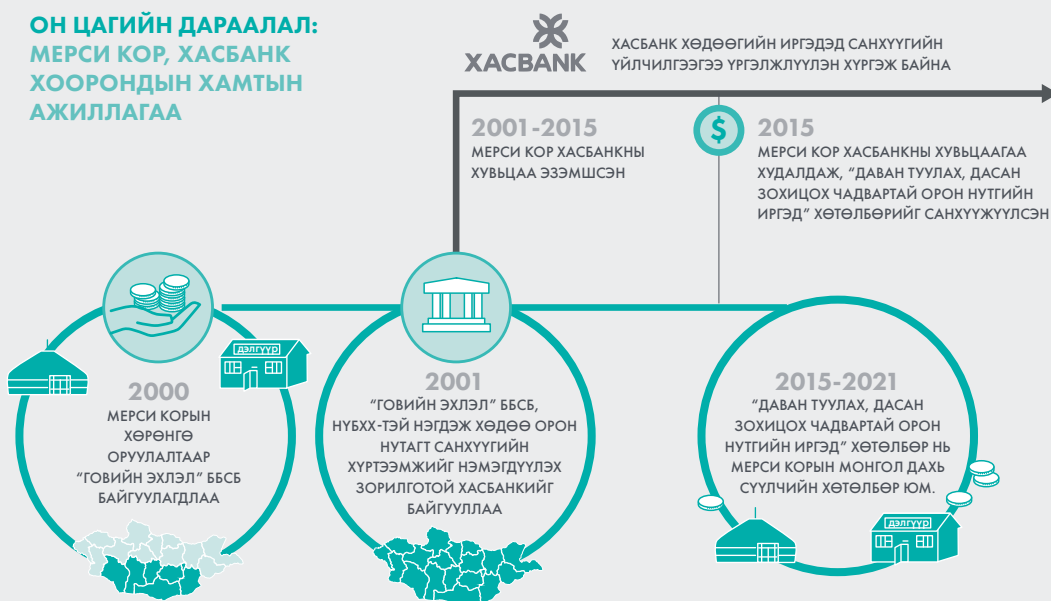 ОН ЦАГИЙН ДАРААЛАЛ:
МЕРСИ КОР, ХАСБАНК
ХООРОНДЫН ХАМТЫН
АЖИЛЛАГАА
XACBANK
ХАСБАНК ХӨДӨӨГИЙН ИРГЭДЭД САНХҮҮГИЙН
ҮЙЛЧИЛГЭЭГЭЭ ҮРГЭЛЖЛҮҮЛЭН ХҮРГЭЖ БАЙНА
2001-2015
МЕРСИ КОР ХАСБАНКНЫ
ХУВЬЦАА ЭЗЭМШСЭН
$
2015
МЕРСИ КОР ХАСБАНКНЫ ХУВЬЦААГАА
ХУДАЛДАЖ, "ДАВАН ТУУЛАХ, ДАСАН
ЗОХИЦОХ ЧАДВАРТАЙ ОРОН НУТГИЙН
ИРГЭД" ХӨТӨЛБӨРИЙГ САНХҮҮЖҮҮЛСЭН
ДЭЛГҮҮР
2000
МЕРСИ КОРЫН
ХӨРӨНГӨ
ОРУУЛАЛТААР
"ГОВИЙН ЭХЛЭЛ" ББСБ
БАЙГУУЛАГДЛАА
2001
"ГОВИЙН ЭХЛЭЛ" ББСБ,
НҮБХХ-ТЭЙ НЭГДЭЖ ХӨДӨӨ ОРОН
НУТАГТ САНХҮҮГИЙН
ХҮРТЭЭМЖИЙГ НЭМЭГДҮҮЛЭХ
ЗОРИЛГОТОЙ ХАСБАНКИЙГ
БАЙГУУЛЛАА
2015-2021
"ДАВАН ТУУЛАХ, ДАСАН
ЗОХИЦОХ ЧАДВАРТАЙ ОРОН
НУТГИЙН ИРГЭД" ХӨТӨЛБӨР НЬ
МЕРСИ КОРЫН МОНГОЛ ДАХЬ
СҮҮЛЧИЙН ХӨТӨЛБӨР ЮМ.
ДЭЛГҮҮР